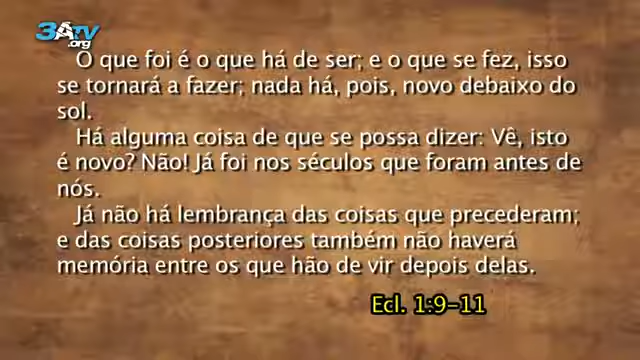 3ATV
.org
O que foi é o que há de ser; e o que se fez, isso
se tornará a fazer; nada há, pois, novo debaixo do
sol.
Há alguma coisa de que se possa dizer: Vê, isto
é novo? Não! Já foi nos séculos que foram antes de
nós.
Já não há lembrança das coisas que precederam;
e das coisas posteriores também não haverá
memória entre os que hão de vir depois delas.
Ecl. 1:9-11